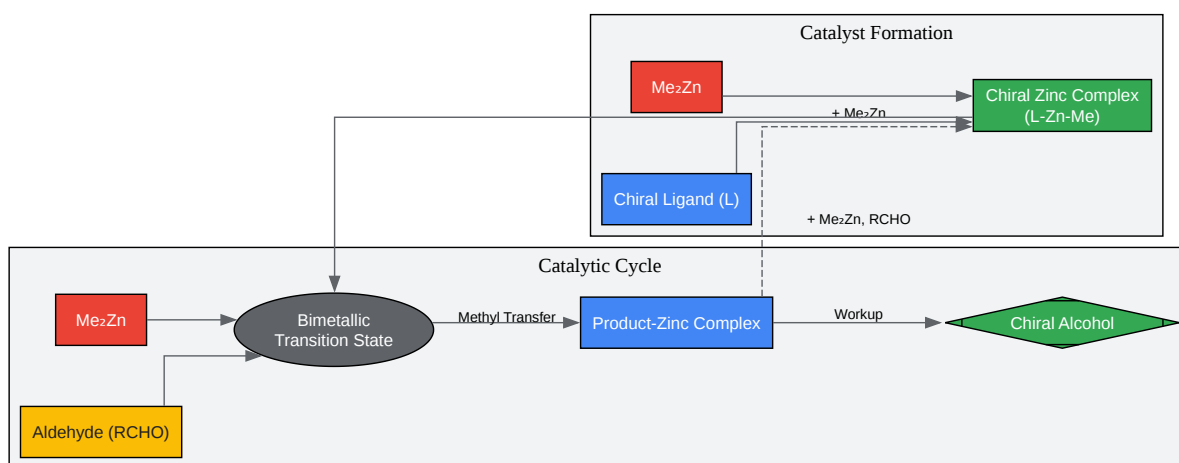 Catalyst Formation
Me₂Zn
Chiral Zinc Complex
(L-Zn-Me)
+ Me₂Zn
Chiral Ligand (L)
+ Me₂Zn, RCHO
Catalytic Cycle
Me₂Zn
Bimetallic
Transition State
Methyl Transfer
Product-Zinc Complex
Workup
Chiral Alcohol
Aldehyde (RCHO)